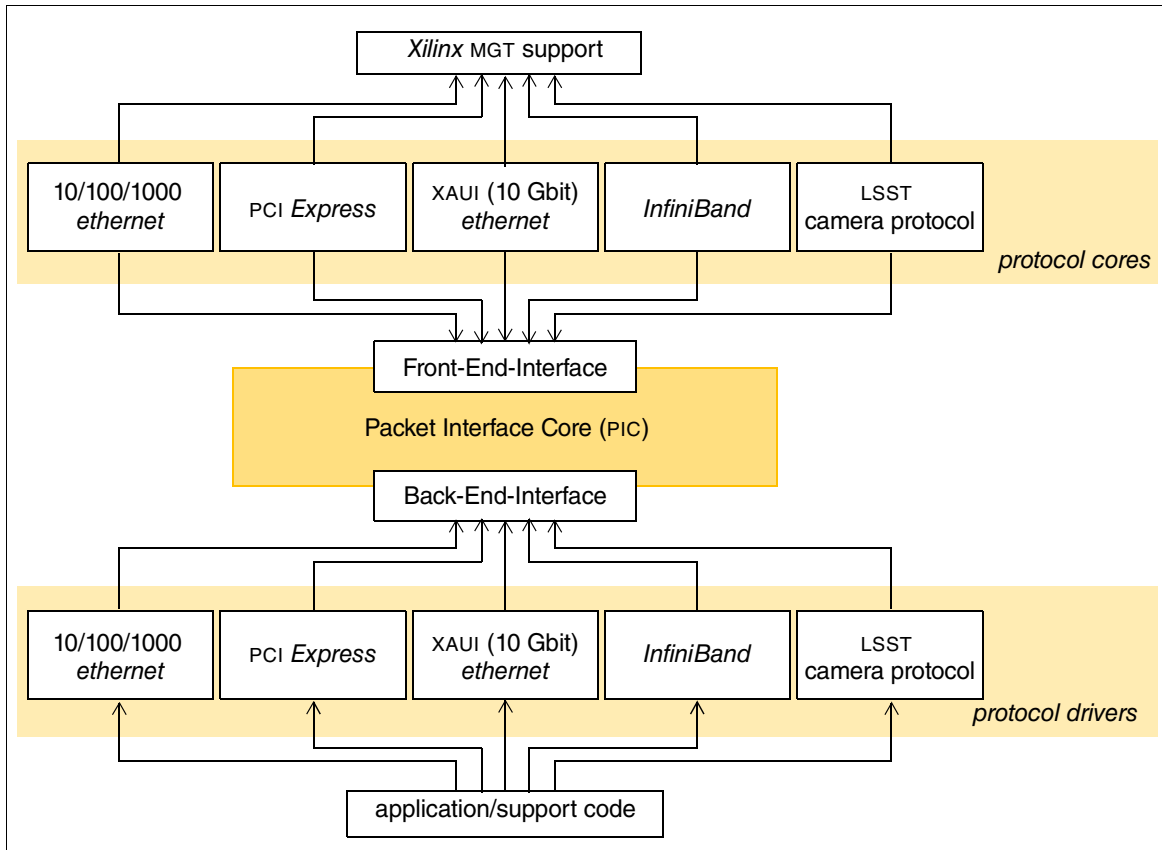 Xilinx MGT support
10/100/1000
ethernet
PCI Express
XAUI (10 Gbit)
ethernet
InfiniBand
LSST
camera protocol
protocol cores
Front-End-Interface
Packet Interface Core (PIC)
Back-End-Interface
10/100/1000
ethernet
PCI Express
XAUI (10 Gbit)
ethernet
InfiniBand
LSST
camera protocol
protocol drivers
application/support code